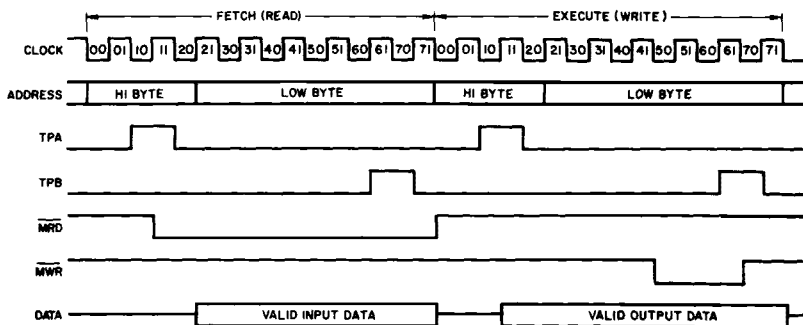 FETCH (READ) EXECUTE (WRITE)
CLOCK 00 01 10 11 20 21 30 31 40 41 50 51 60 61 70 71 00 01 10 11 20 21 30 31 40 41 50 51 60 61 70 71
ADDRESS HI BYTE LOW BYTE HI BYTE LOW BYTE
TPA
TPB
MRD
MWR
DATA VALID INPUT DATA VALID OUTPUT DATA